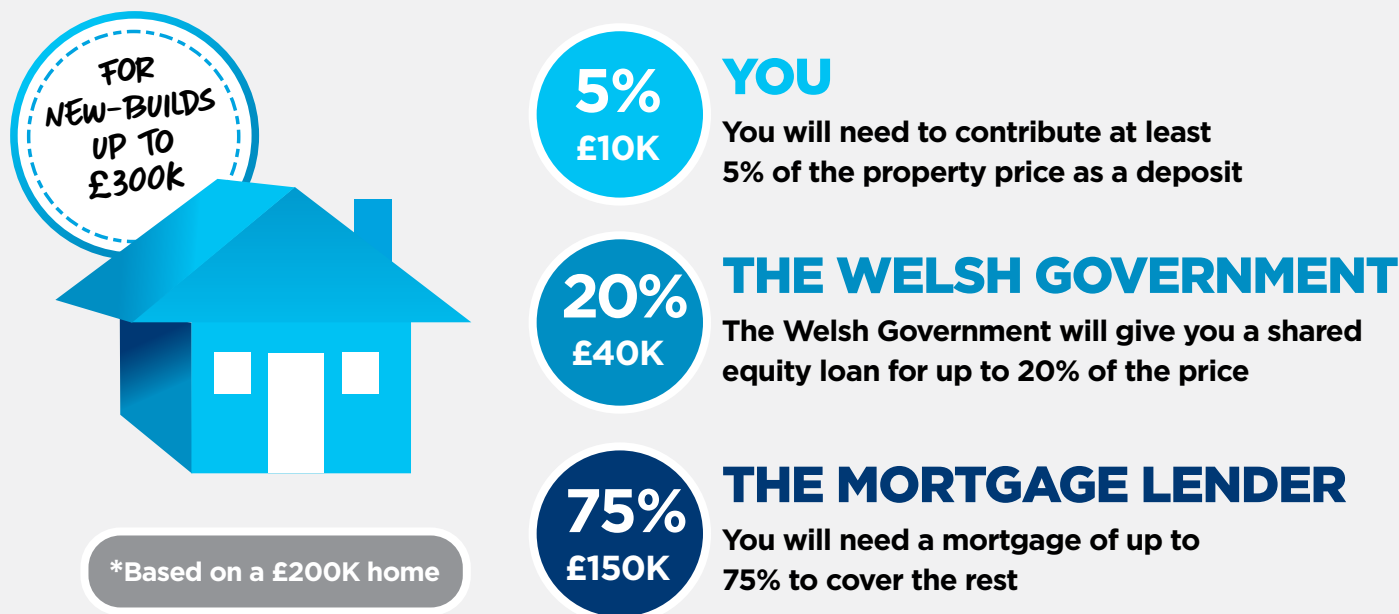 FOR
NEW-BUILDS
UP TO
£300K
5%
£10K
YOU
You will need to contribute at least
5% of the property price as a deposit
20%
£40K
THE WELSH GOVERNMENT
The Welsh Government will give you a shared
equity loan for up to 20% of the price
75%
£150K
THE MORTGAGE LENDER
You will need a mortgage of up to
75% to cover the rest
*Based on a £200K home